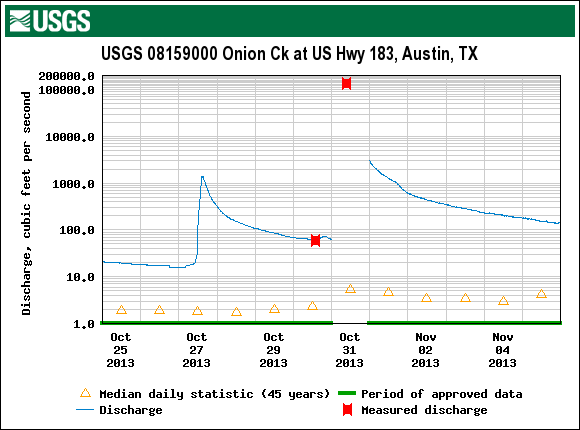 USGS
USGS 08159000 Onion Ck at US Hwy 183, Austin, TX
Discharge, cubic feet per second
200000.0
100000.0
10000.0
1000.0
100.0
10.0
1.0
Oct 25 2013
Oct 27 2013
Oct 29 2013
Oct 31 2013
Nov 02 2013
Nov 04 2013
Median daily statistic (45 years)
Period of approved data
Discharge
Measured discharge